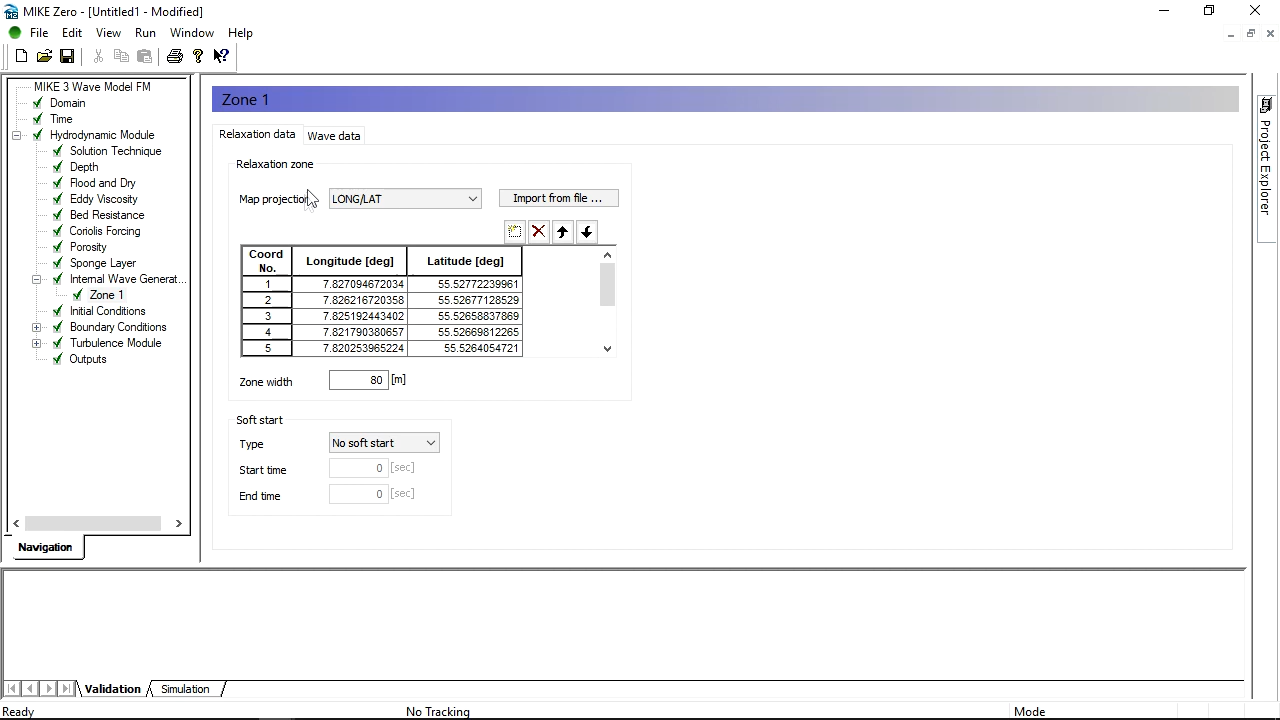 MIKE Zero - [Untitled1 - Modified]
File Edit View Run Window Help
MIKE 3 Wave Model FM
Domain
Time
Hydrodynamic Module
Solution Technique
Depth
Flood and Dry
Eddy Viscosity
Bed Resistance
Coriolis Forcing
Porosity
Sponge Layer
Internal Wave Generat...
Zone 1
Initial Conditions
Boundary Conditions
Turbulence Module
Outputs
Navigation
Zone 1
Relaxation data Wave data
Relaxation zone
Map projection LONG/LAT Import from file ...
Coord No. Longitude [deg] Latitude [deg]
1 7.827094672034 55.52772239961
2 7.826216720358 55.52677128529
3 7.825192443402 55.52658837869
4 7.821790380657 55.52669812265
5 7.820253965224 55.5264054721
Zone width 80 [m]
Soft start
Type No soft start
Start time 0 [sec]
End time 0 [sec]
Project Explorer
Validation Simulation
Ready No Tracking Mode